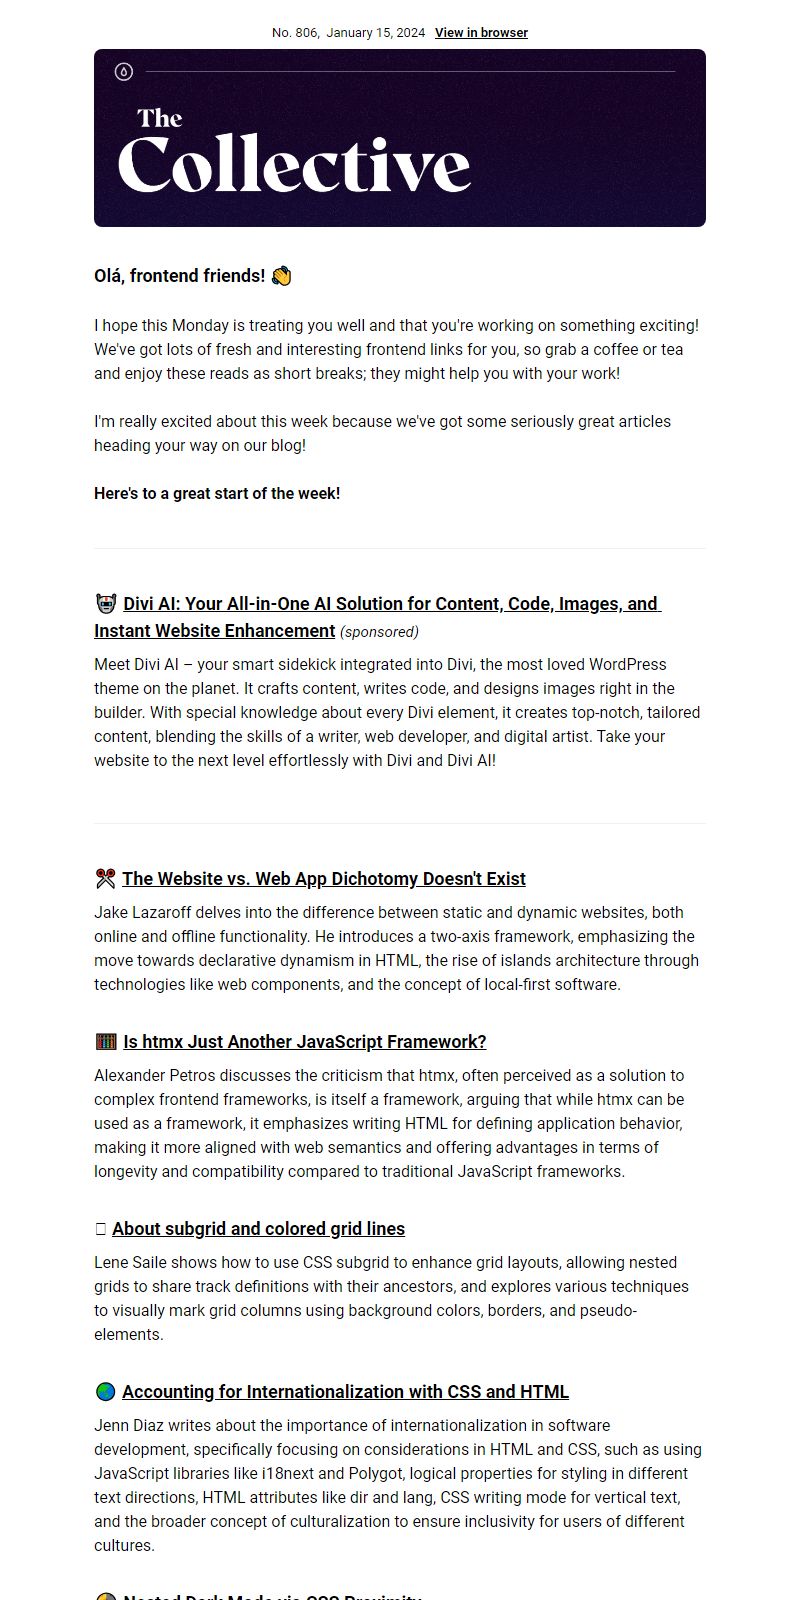 No. 806, January 15, 2024 View in browser
The
Collective
Olá, frontend friends! 👋
I hope this Monday is treating you well and that you're working on something exciting!
We've got lots of fresh and interesting frontend links for you, so grab a coffee or tea
and enjoy these reads as short breaks; they might help you with your work!
I'm really excited about this week because we've got some seriously great articles
heading your way on our blog!
Here's to a great start of the week!
🤖 Divi AI: Your All-in-One AI Solution for Content, Code, Images, and
Instant Website Enhancement (sponsored)
Meet Divi AI – your smart sidekick integrated into Divi, the most loved WordPress
theme on the planet. It crafts content, writes code, and designs images right in the
builder. With special knowledge about every Divi element, it creates top-notch, tailored
content, blending the skills of a writer, web developer, and digital artist. Take your
website to the next level effortlessly with Divi and Divi AI!
✂️ The Website vs. Web App Dichotomy Doesn't Exist
Jake Lazaroff delves into the difference between static and dynamic websites, both
online and offline functionality. He introduces a two-axis framework, emphasizing the
move towards declarative dynamism in HTML, the rise of islands architecture through
technologies like web components, and the concept of local-first software.
🧮 Is htmx Just Another JavaScript Framework?
Alexander Petros discusses the criticism that htmx, often perceived as a solution to
complex frontend frameworks, is itself a framework, arguing that while htmx can be
used as a framework, it emphasizes writing HTML for defining application behavior,
making it more aligned with web semantics and offering advantages in terms of
longevity and compatibility compared to traditional JavaScript frameworks.
About subgrid and colored grid lines
Lene Saile shows how to use CSS subgrid to enhance grid layouts, allowing nested
grids to share track definitions with their ancestors, and explores various techniques
to visually mark grid columns using background colors, borders, and pseudo-
elements.
🌏 Accounting for Internationalization with CSS and HTML
Jenn Diaz writes about the importance of internationalization in software
development, specifically focusing on considerations in HTML and CSS, such as using
JavaScript libraries like i18next and Polygot, logical properties for styling in different
text directions, HTML attributes like dir and lang, CSS writing mode for vertical text,
and the broader concept of culturalization to ensure inclusivity for users of different
cultures.
Nested Dark Mode via CSS Proximity